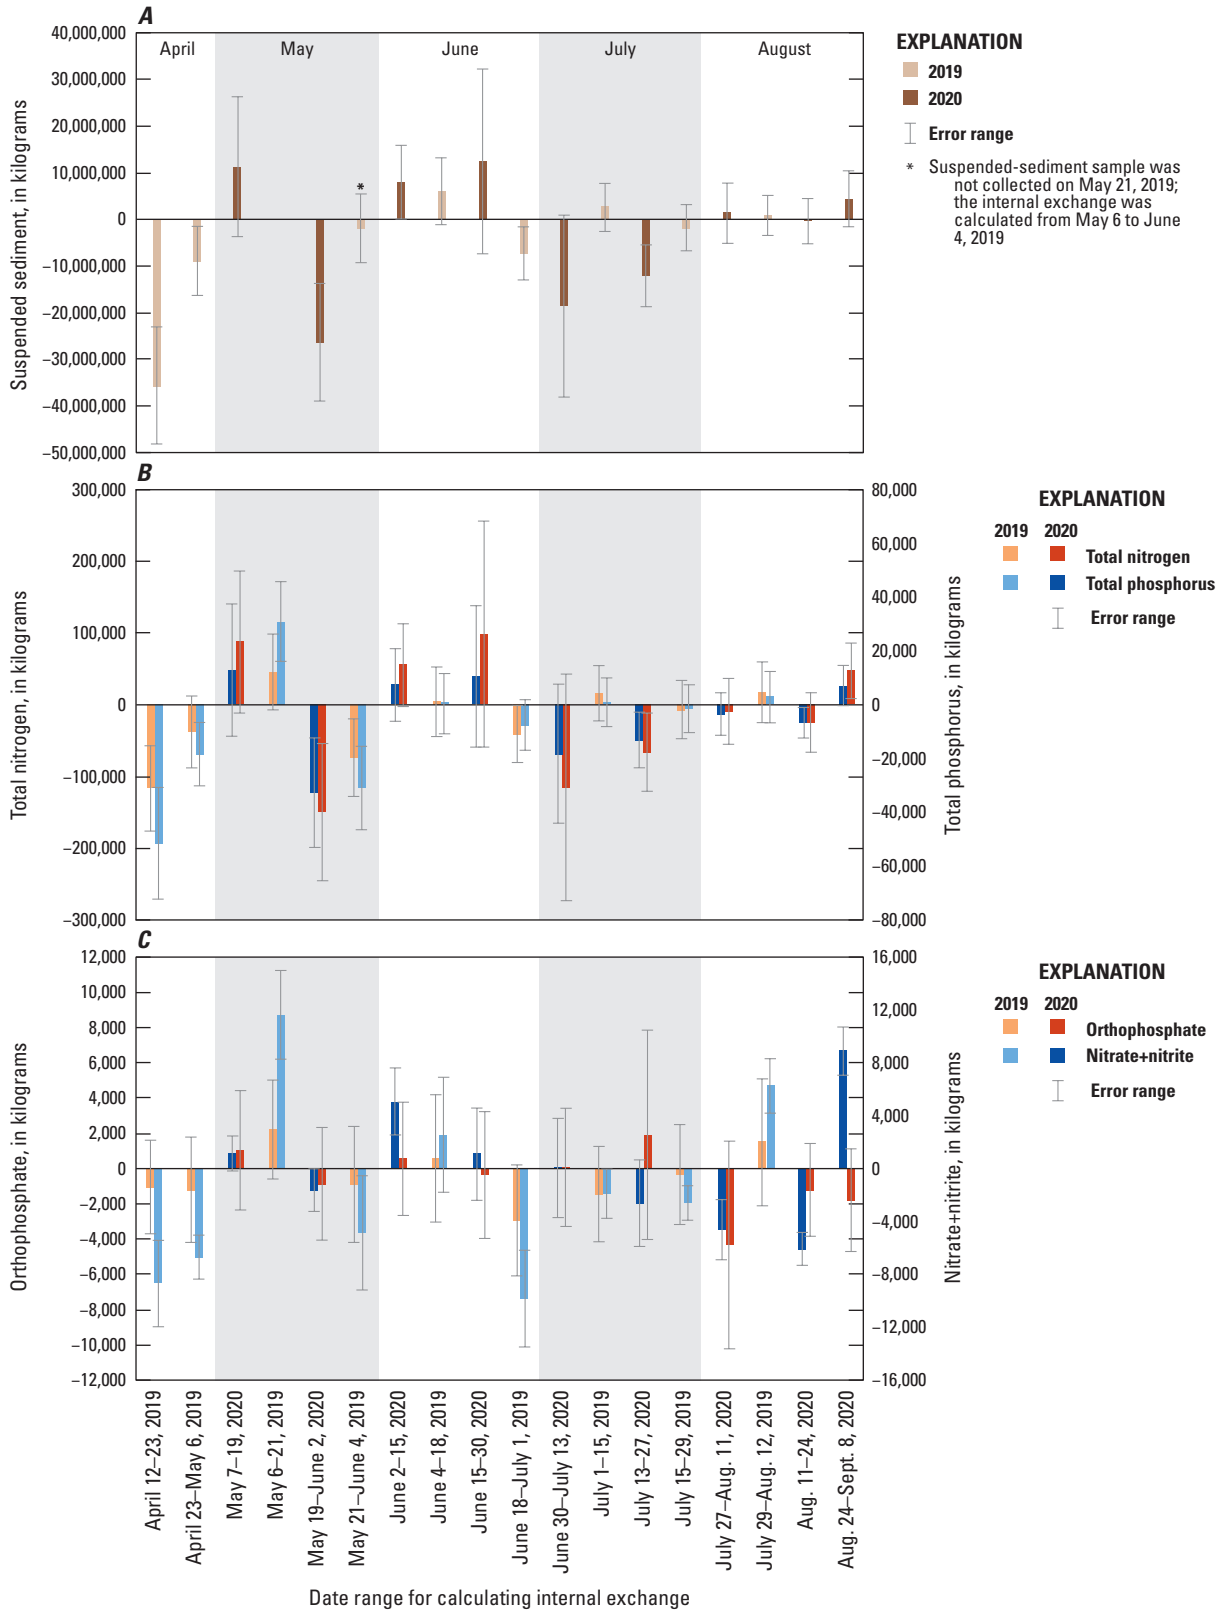 A
40,000,000
30,000,000
20,000,000
10,000,000
0
−10,000,000
−20,000,000
−30,000,000
−40,000,000
−50,000,000
Suspended sediment, in kilograms
April
May
June
July
August
EXPLANATION
2019
2020
Error range
* Suspended-sediment sample was
not collected on May 21, 2019;
the internal exchange was
calculated from May 6 to June
4, 2019
*
B
300,000
200,000
100,000
0
−100,000
−200,000
−300,000
Total nitrogen, in kilograms
80,000
60,000
40,000
20,000
0
−20,000
−40,000
−60,000
−80,000
Total phosphorus, in kilograms
EXPLANATION
2019 2020
Total nitrogen
Total phosphorus
Error range
C
12,000
10,000
8,000
6,000
4,000
2,000
0
−2,000
−4,000
−6,000
−8,000
−10,000
−12,000
Orthophosphate, in kilograms
16,000
12,000
8,000
4,000
0
−4,000
−8,000
−12,000
−16,000
Nitrate+nitrite, in kilograms
EXPLANATION
2019 2020
Orthophosphate
Nitrate+nitrite
Error range
April 12–23, 2019
April 23–May 6, 2019
May 7–19, 2020
May 6–21, 2019
May 19–June 2, 2020
May 21–June 4, 2019
June 2–15, 2020
June 4–18, 2019
June 15–30, 2020
June 18–July 1, 2019
June 30–July 13, 2020
July 1–15, 2019
July 13–27, 2020
July 15–29, 2019
July 27–Aug. 11, 2020
July 29–Aug. 12, 2019
Aug. 11–24, 2020
Aug. 24–Sept. 8, 2020
Date range for calculating internal exchange